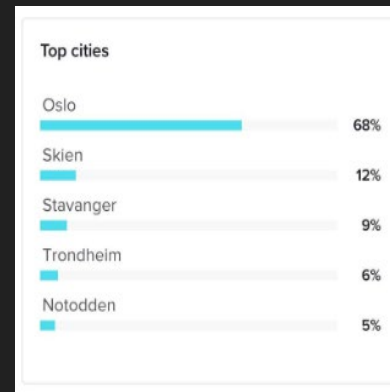 Top cities
Oslo
68%
Skien
12%
Stavanger
9%
Trondheim
6%
Notodden
5%